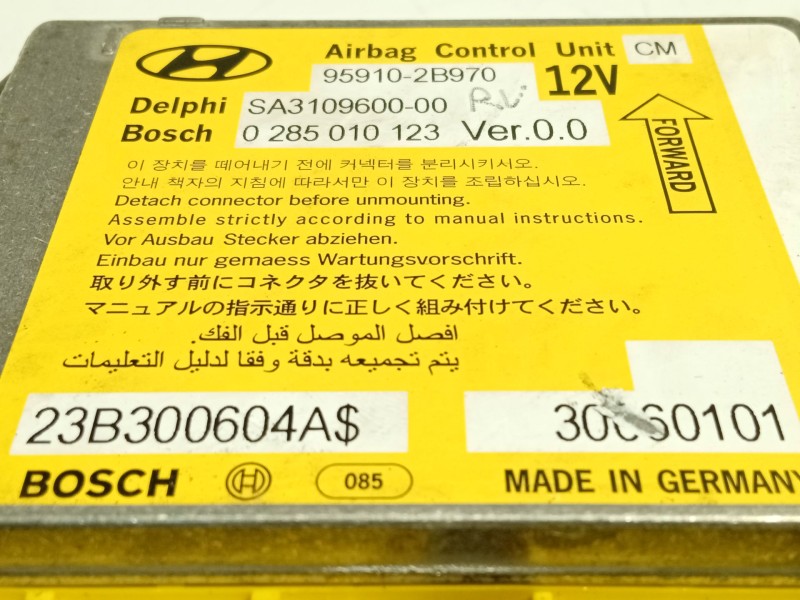 Airbag Control Unit CM
95910-2B970 12V
Delphi SA3109600-00
Bosch 0 285 010 123 Ver.0.0
FORWARD
이 장치를 떼어내기 전에 커넥터를 분리시키시오.
안내 책자의 지침에 따라서만 이 장치를 조립하십시오.
Detach connector before unmounting.
Assemble strictly according to manual instructions.
Vor Ausbau Stecker abziehen.
Einbau nur gemaess Wartungsvorschrift.
取り外す前にコネクタを抜いてください。
マニュアルの指示通りに正しく組み付けてください。
افصل الموصل قبل الفك.
يتم تجميعه بدقة وفقا لدليل التعليمات
23B300604A$
BOSCH 085 MADE IN GERMANY